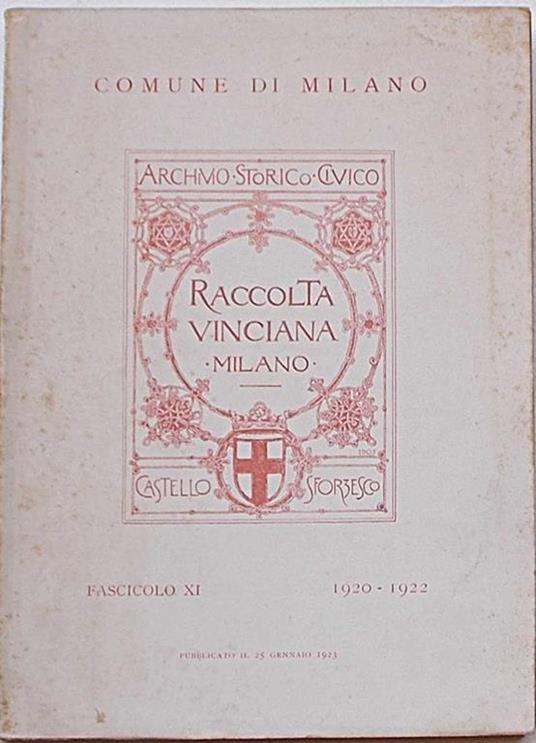 COMUNE DI MILANO
ARCHIVIO·STORICO·CIVICO
RACCOLTA
VINCIANA
·MILANO·
CASTELLO SFORZESCO
FASCICOLO XI 1920-1922
PUBBLICATO IL 25 GENNAIO 1923